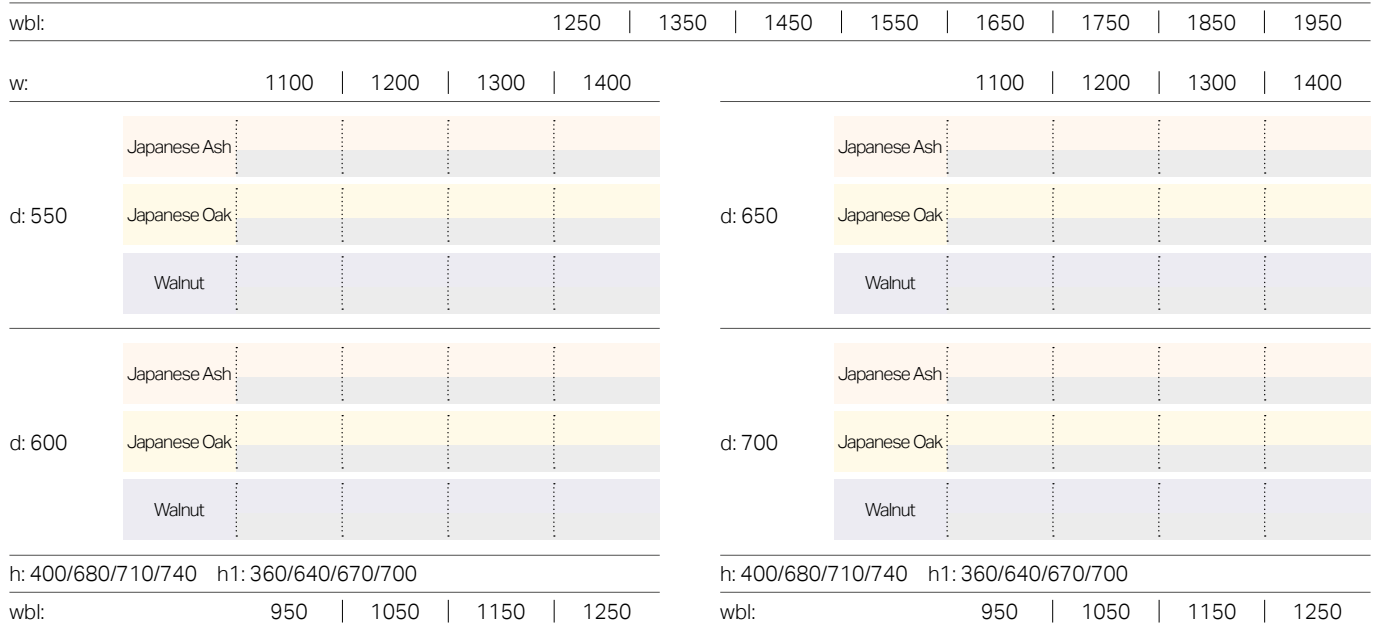 wbl: 1250 1350 1450 1550 1650 1750 1850 1950
w: 1100 1200 1300 1400
Japanese Ash
d: 550 Japanese Oak
Walnut
Japanese Ash
d: 600 Japanese Oak
Walnut
h: 400/680/710/740 h1: 360/640/670/700
wbl: 950 1050 1150 1250
1100 1200 1300 1400
Japanese Ash
d: 650 Japanese Oak
Walnut
Japanese Ash
d: 700 Japanese Oak
Walnut
h: 400/680/710/740 h1: 360/640/670/700
wbl: 950 1050 1150 1250